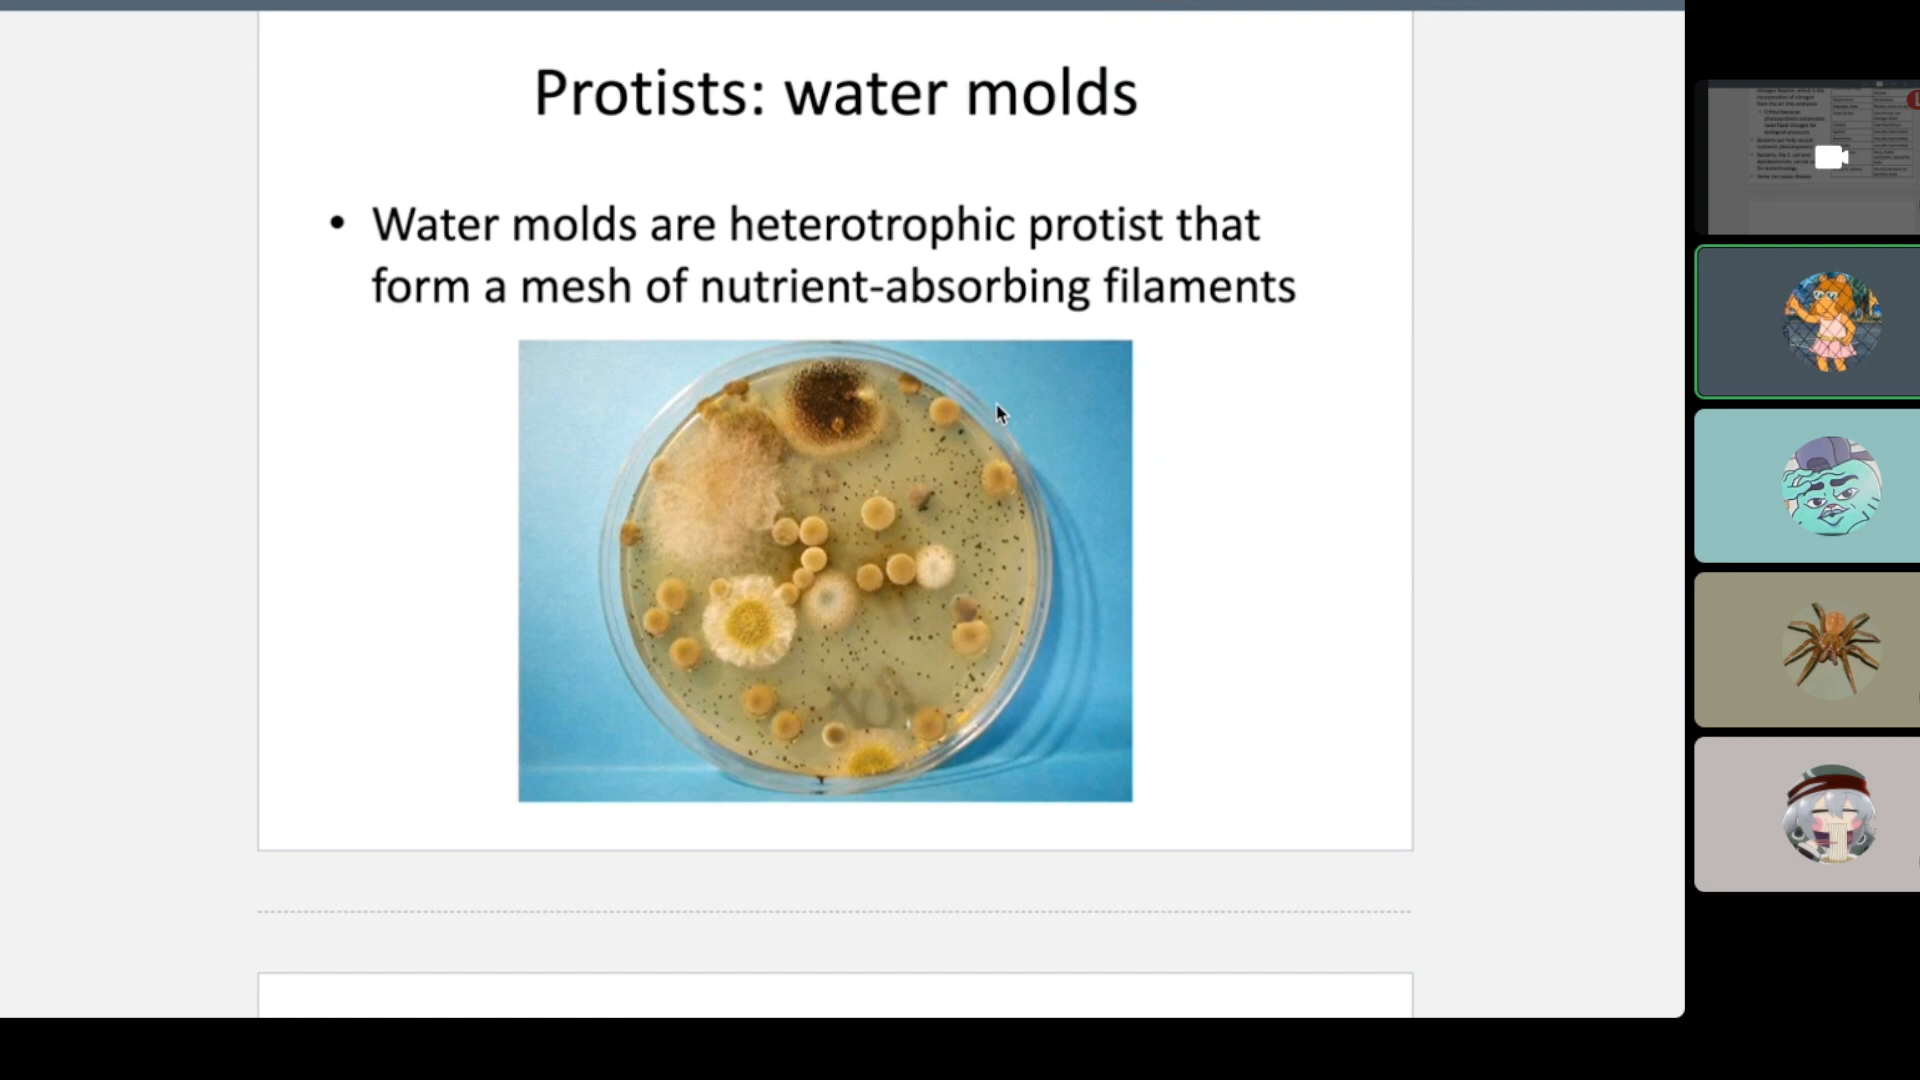 Protists: water molds
• Water molds are heterotrophic protist that
form a mesh of nutrient-absorbing filaments